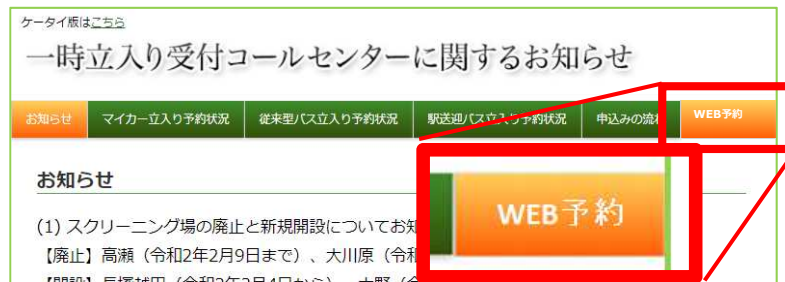 ケータイ版はこちら
一時立入り受付コールセンターに関するお知らせ
お知らせ マイカー立入り予約状況 従来型バス立入り予約状況 駅送迎バス立入り予約状況 申込みの流 WEB予約
お知らせ
WEB予約
(1) スクリーニング場の廃止と新規開設についてお知
【廃止】高瀬（令和2年2月9日まで）、大川原（令和